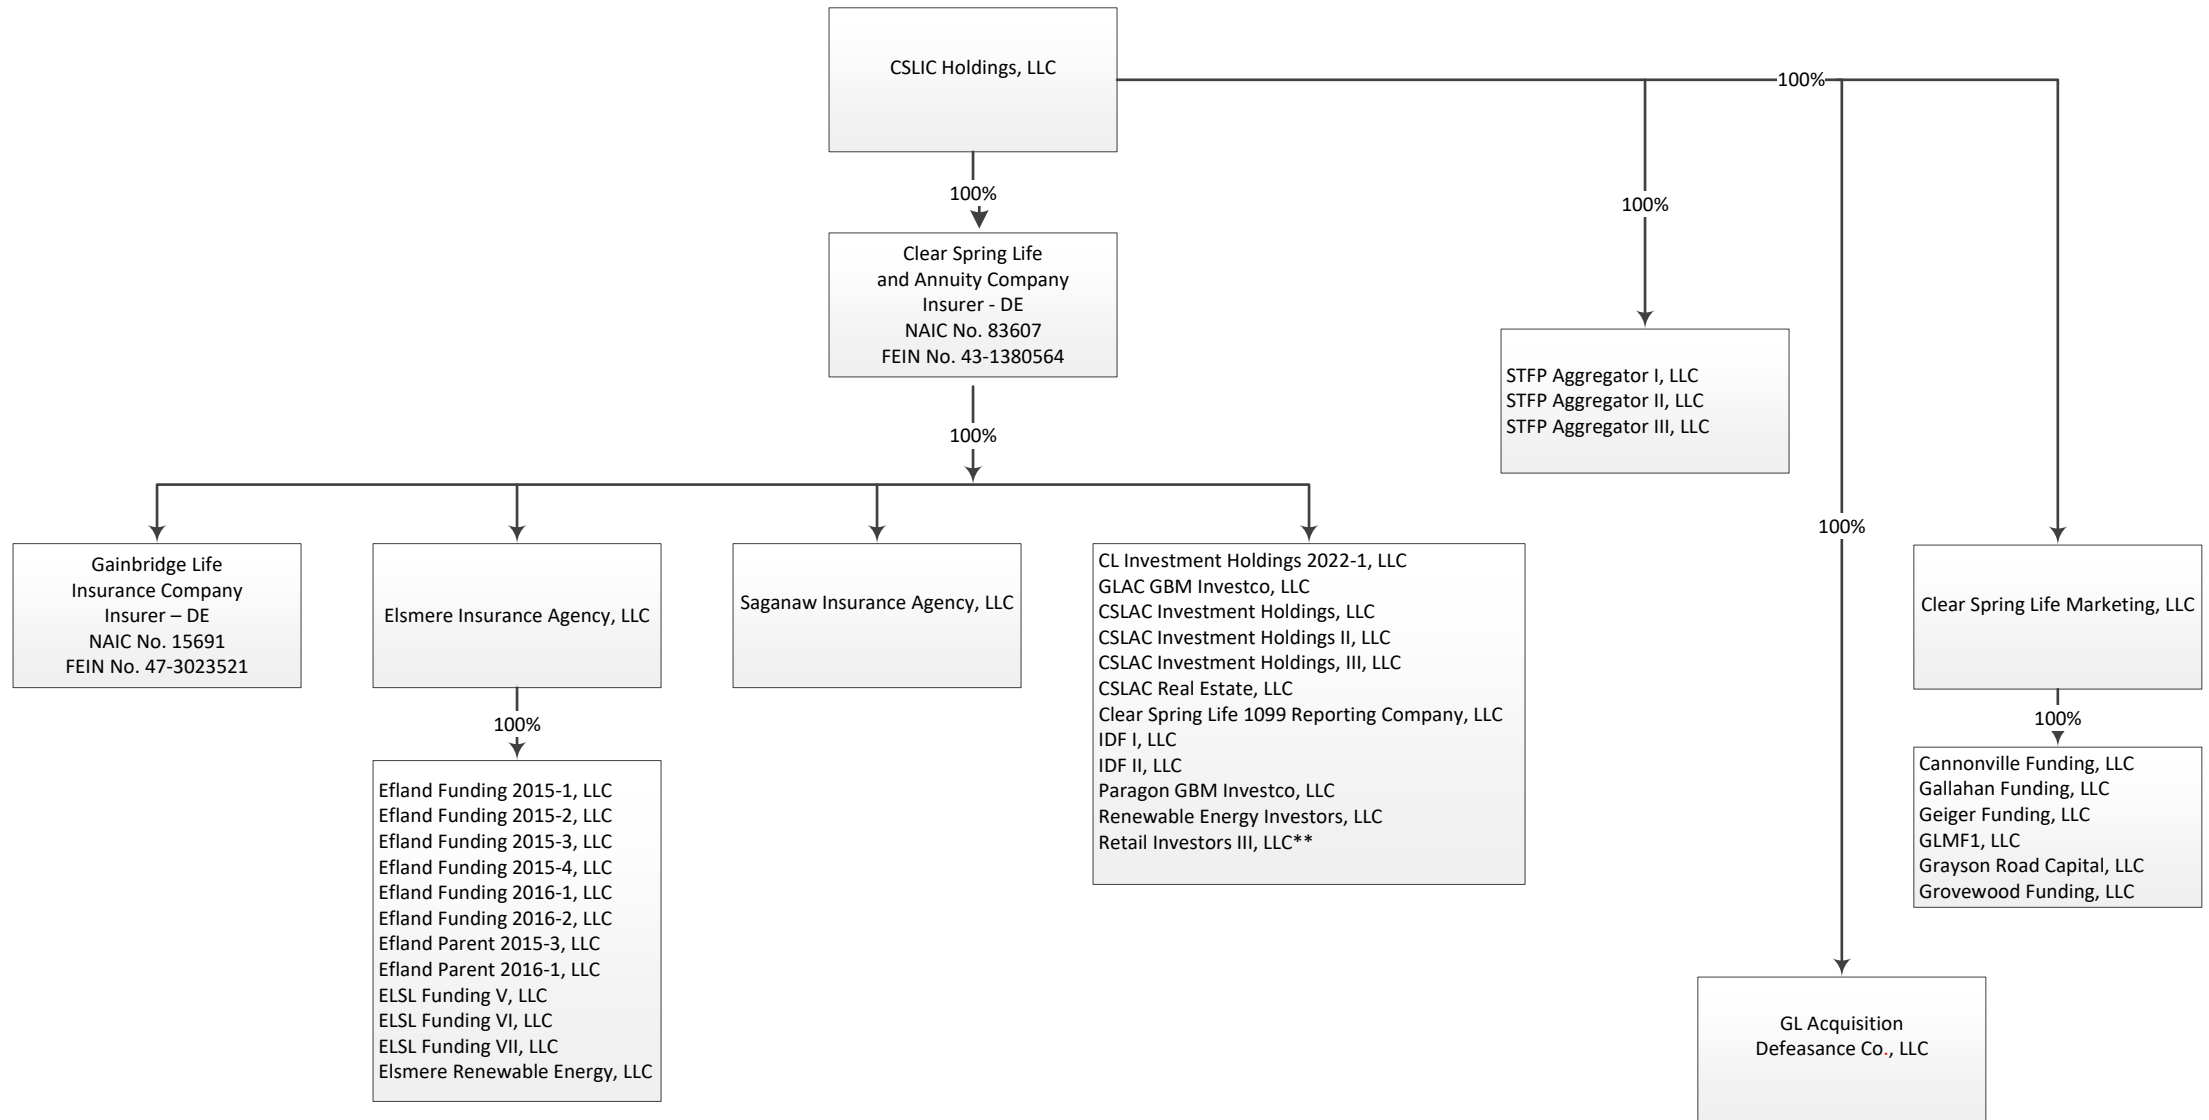 CSLIC Holdings, LLC
100%
100%
Clear Spring Life
and Annuity Company
Insurer - DE
NAIC No. 83607
FEIN No. 43-1380564
100%
STFP Aggregator I, LLC
STFP Aggregator II, LLC
STFP Aggregator III, LLC
100%
100%
Gainbridge Life
Insurance Company
Insurer – DE
NAIC No. 15691
FEIN No. 47-3023521
Elsmere Insurance Agency, LLC
Saganaw Insurance Agency, LLC
CL Investment Holdings 2022-1, LLC
GLAC GBM Investco, LLC
CSLAC Investment Holdings, LLC
CSLAC Investment Holdings II, LLC
CSLAC Investment Holdings, III, LLC
CSLAC Real Estate, LLC
Clear Spring Life 1099 Reporting Company, LLC
IDF I, LLC
IDF II, LLC
Paragon GBM Investco, LLC
Renewable Energy Investors, LLC
Retail Investors III, LLC**
Clear Spring Life Marketing, LLC
100%
100%
Efland Funding 2015-1, LLC
Efland Funding 2015-2, LLC
Efland Funding 2015-3, LLC
Efland Funding 2015-4, LLC
Efland Funding 2016-1, LLC
Efland Funding 2016-2, LLC
Efland Parent 2015-3, LLC
Efland Parent 2016-1, LLC
ELSL Funding V, LLC
ELSL Funding VI, LLC
ELSL Funding VII, LLC
Elsmere Renewable Energy, LLC
Cannonville Funding, LLC
Gallahan Funding, LLC
Geiger Funding, LLC
GLMF1, LLC
Grayson Road Capital, LLC
Grovewood Funding, LLC
GL Acquisition
Defeasance Co., LLC